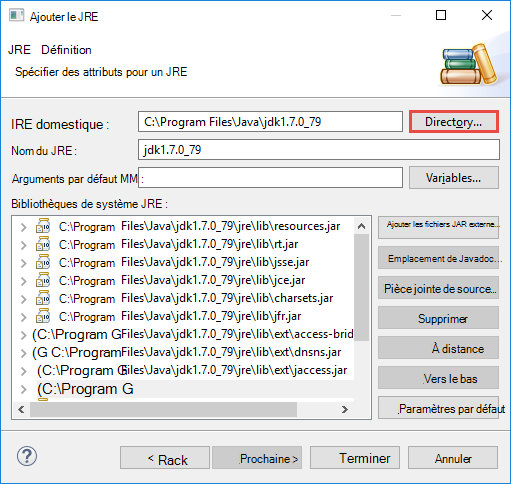 Ajouter le JRE
JRE Définition
Spécifier des attributs pour un JRE
IRE domestique :
C:\Program Files\Java\jdk1.7.0_79
Directory...
Nom du JRE :
jdk1.7.0_79
Arguments par défaut MM :
Variables...
Bibliothèques de système JRE :
C:\Program Files\Java\jdk1.7.0_79\jre\lib\resources.jar
C:\Program Files\Java\jdk1.7.0_79\jre\lib\rt.jar
C:\Program Files\Java\jdk1.7.0_79\jre\lib\jsse.jar
C:\Program Files\Java\jdk1.7.0_79\jre\lib\jce.jar
C:\Program Files\Java\jdk1.7.0_79\jre\lib\charsets.jar
C:\Program Files\Java\jdk1.7.0_79\jre\lib\jfr.jar
(C:\Program G Files\Java\jdk1.7.0_79\jre\lib\ext\access-brid
(G C:\Program Files\Java\jdk1.7.0_79\jre\lib\ext\dnsns.jar
(C:\Program G Files\Java\jdk1.7.0_79\jre\lib\ext\jaccess.jar
(C:\Program G
Ajouter les fichiers JAR externe...
Emplacement de Javadoc...
Pièce jointe de source...
Supprimer
À distance
Vers le bas
Paramètres par défaut
< Rack
Prochaine >
Terminer
Annuler